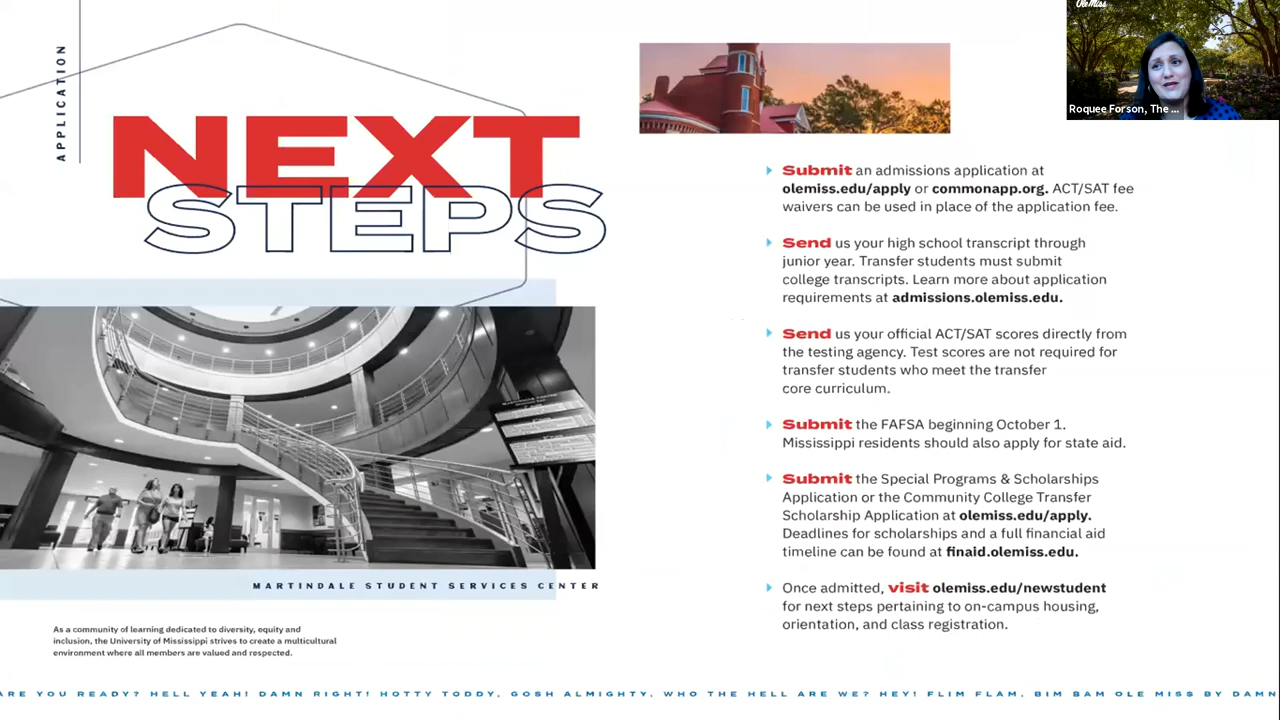 APPLICATION
NEXT
STEPS
MARTINDALE STUDENT SERVICES CENTER
As a community of learning dedicated to diversity, equity and
inclusion, the University of Mississippi strives to create a multicultural
environment where all members are valued and respected.
Ole Miss
Roquee Forson, The ...
Submit an admissions application at
olemiss.edu/apply or commonapp.org. ACT/SAT fee
waivers can be used in place of the application fee.
Send us your high school transcript through
junior year. Transfer students must submit
college transcripts. Learn more about application
requirements at admissions.olemiss.edu.
Send us your official ACT/SAT scores directly from
the testing agency. Test scores are not required for
transfer students who meet the transfer
core curriculum.
Submit the FAFSA beginning October 1.
Mississippi residents should also apply for state aid.
Submit the Special Programs & Scholarships
Application or the Community College Transfer
Scholarship Application at olemiss.edu/apply.
Deadlines for scholarships and a full financial aid
timeline can be found at finaid.olemiss.edu.
Once admitted, visit olemiss.edu/newstudent
for next steps pertaining to on-campus housing,
orientation, and class registration.
ARE YOU READY? HELL YEAH! DAMN RIGHT! HOTTY TODDY, GOSH ALMIGHTY, WHO THE HELL ARE WE? HEY! FLIM FLAM, BIM BAM OLE MISS BY DAMN